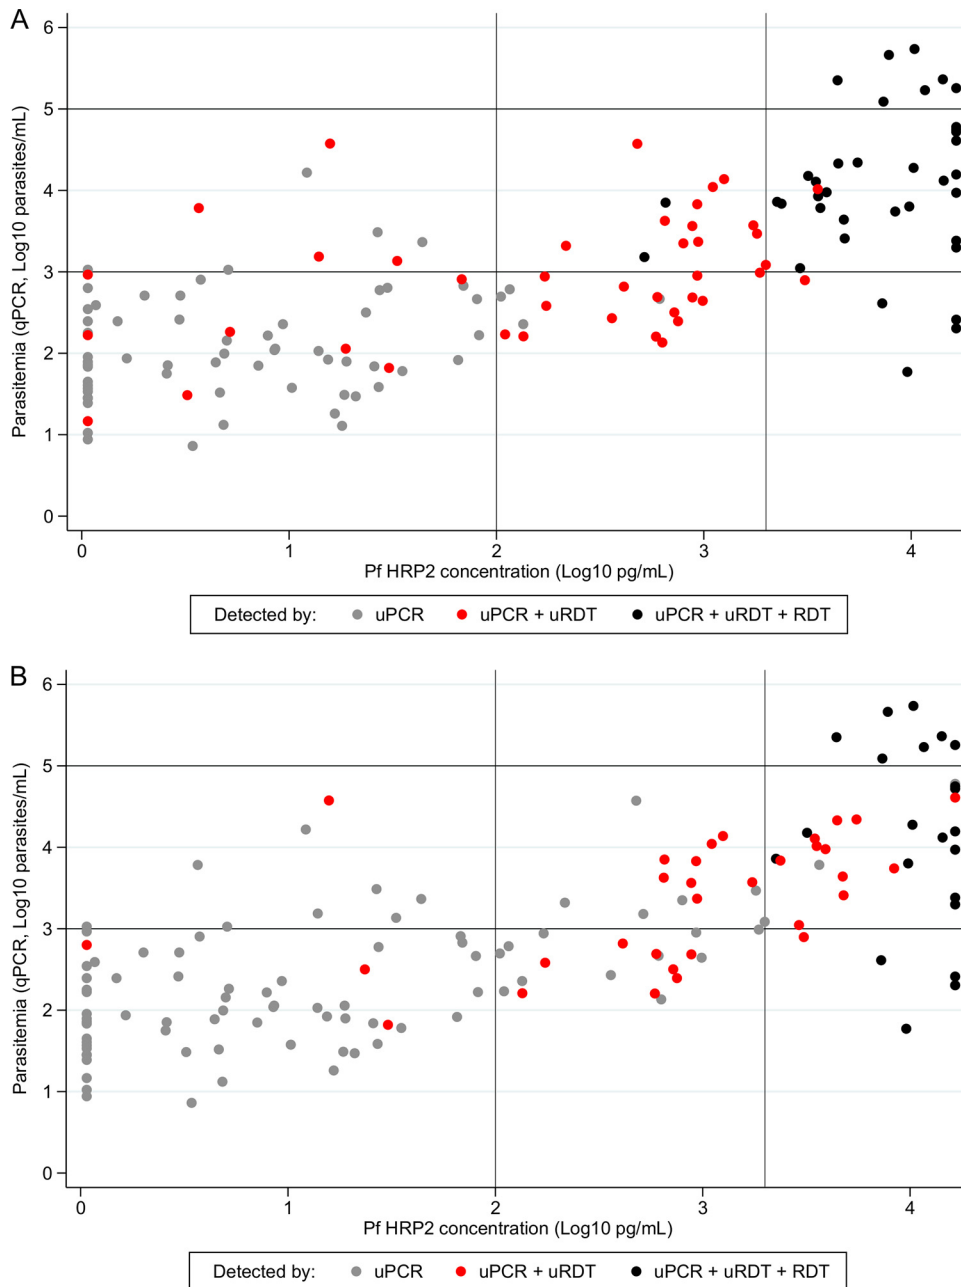 A
6
5
4
3
2
1
0
Parasitemia (qPCR, Log10 parasites/mL)
0 1 2 3 4
Pf HRP2 concentration (Log10 pg/mL)
Detected by: uPCR uPCR + uRDT uPCR + uRDT + RDT
B
6
5
4
3
2
1
0
Parasitemia (qPCR, Log10 parasites/mL)
0 1 2 3 4
Pf HRP2 concentration (Log10 pg/mL)
Detected by: uPCR uPCR + uRDT uPCR + uRDT + RDT